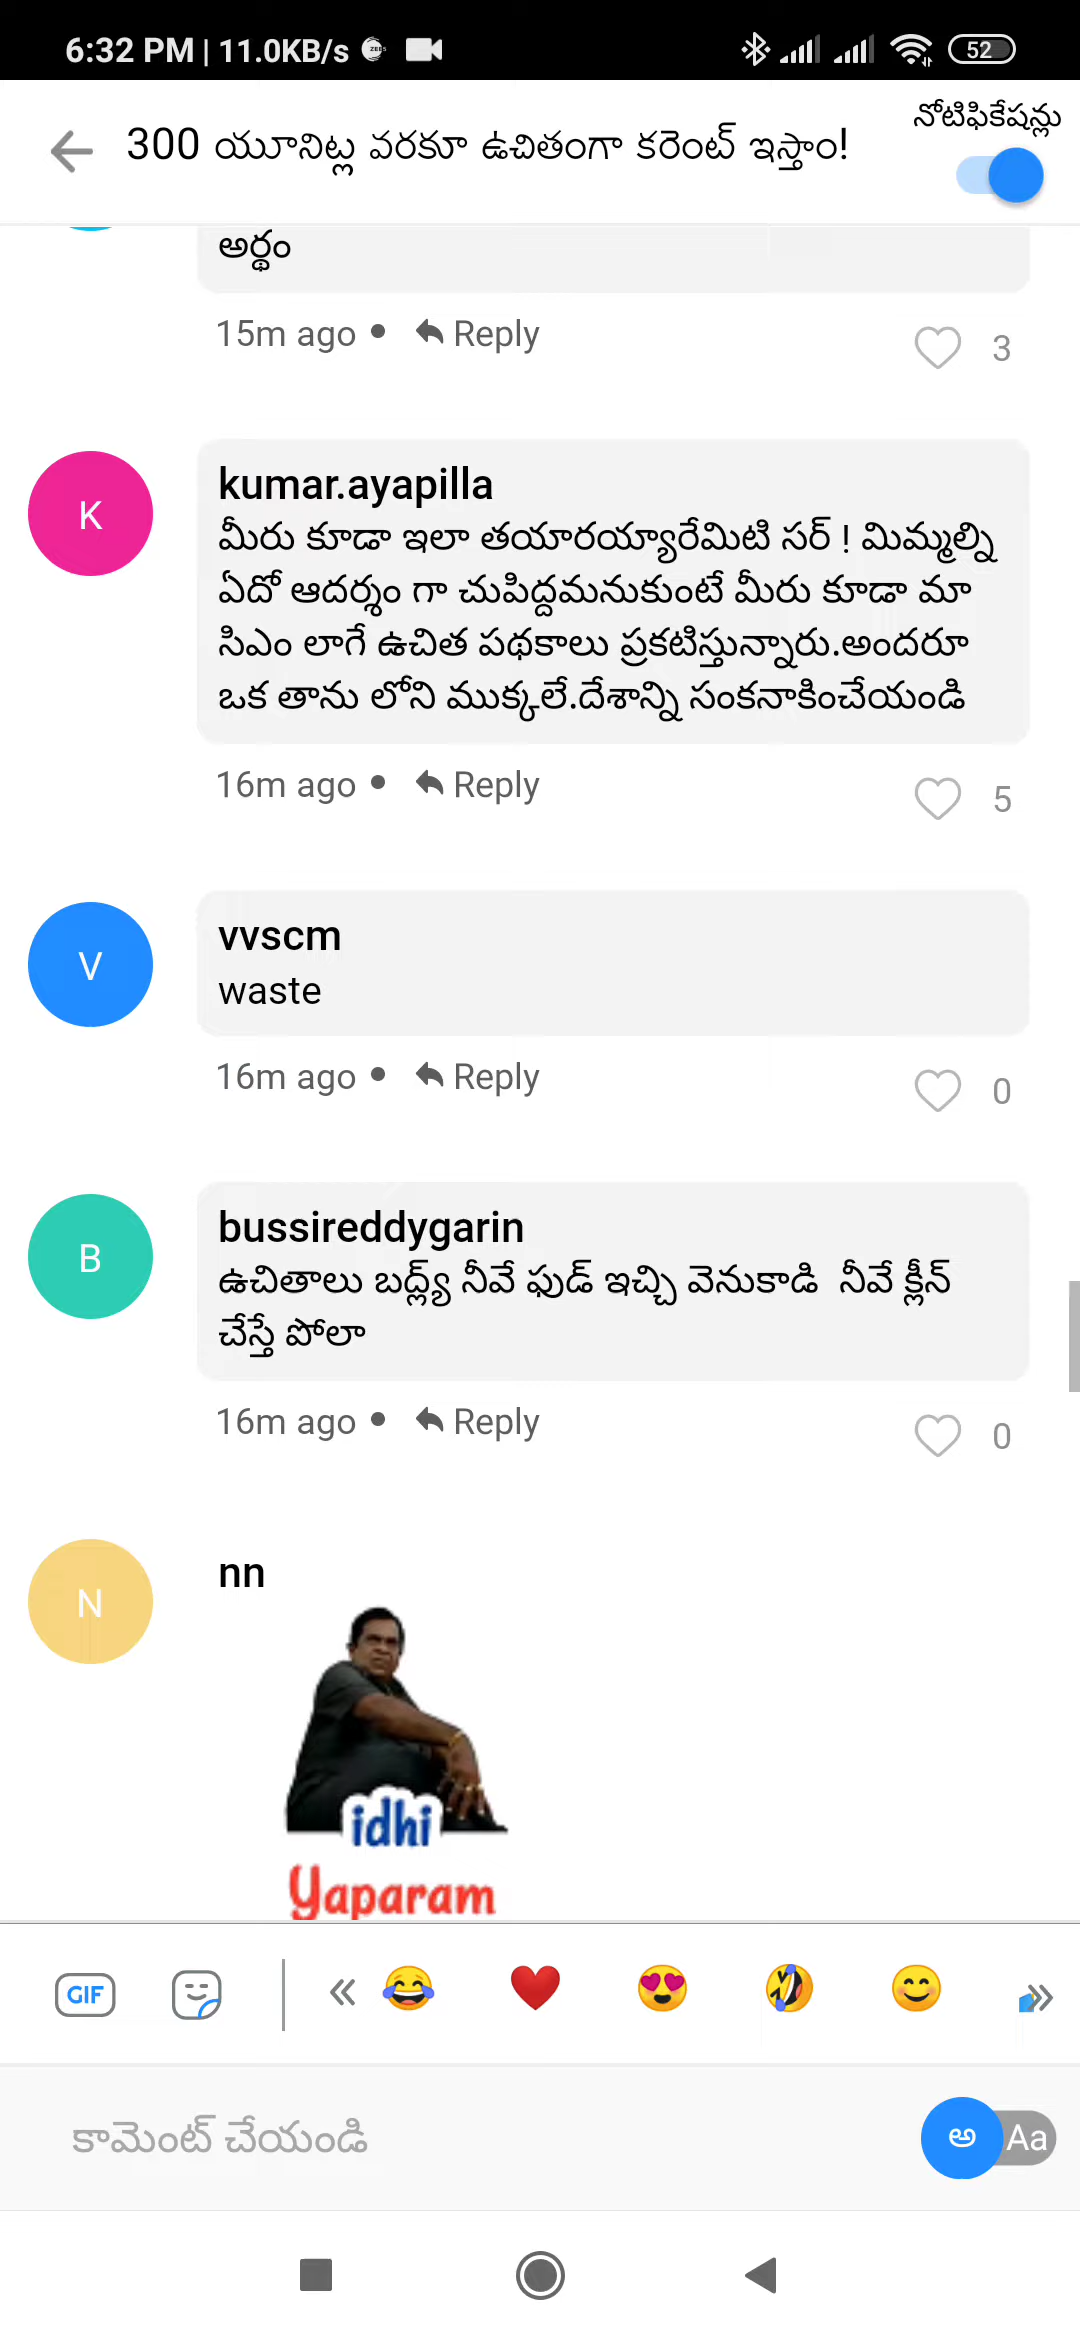 6:32 PM | 11.0KB/s
52
నోటిఫికేషన్లు
300 యూనిట్ల వరకూ ఉచితంగా కరెంట్ ఇస్తాం!
అర్థం
15m ago • Reply
3
K
kumar.ayapilla
మీరు కూడా ఇలా తయారయ్యారేమిటి సర్ ! మిమ్మల్ని
ఏదో ఆదర్శం గా చుపిద్దమనుకుంటే మీరు కూడా మా
సిఎం లాగే ఉచిత పథకాలు ప్రకటిస్తున్నారు.అందరూ
ఒక తాను లోని ముక్కలే.దేశాన్ని సంకనాకించేయండి
16m ago • Reply
5
V
vvscm
waste
16m ago • Reply
0
B
bussireddygarin
ఉచితాలు బద్ల్య్ నీవే ఫుడ్ ఇచ్చి వెనుకాడి నీవే క్లీన్
చేస్తే పోలా
16m ago • Reply
0
N
nn
idhi
Yaparam
GIF
కామెంట్ చేయండి
అ Aa